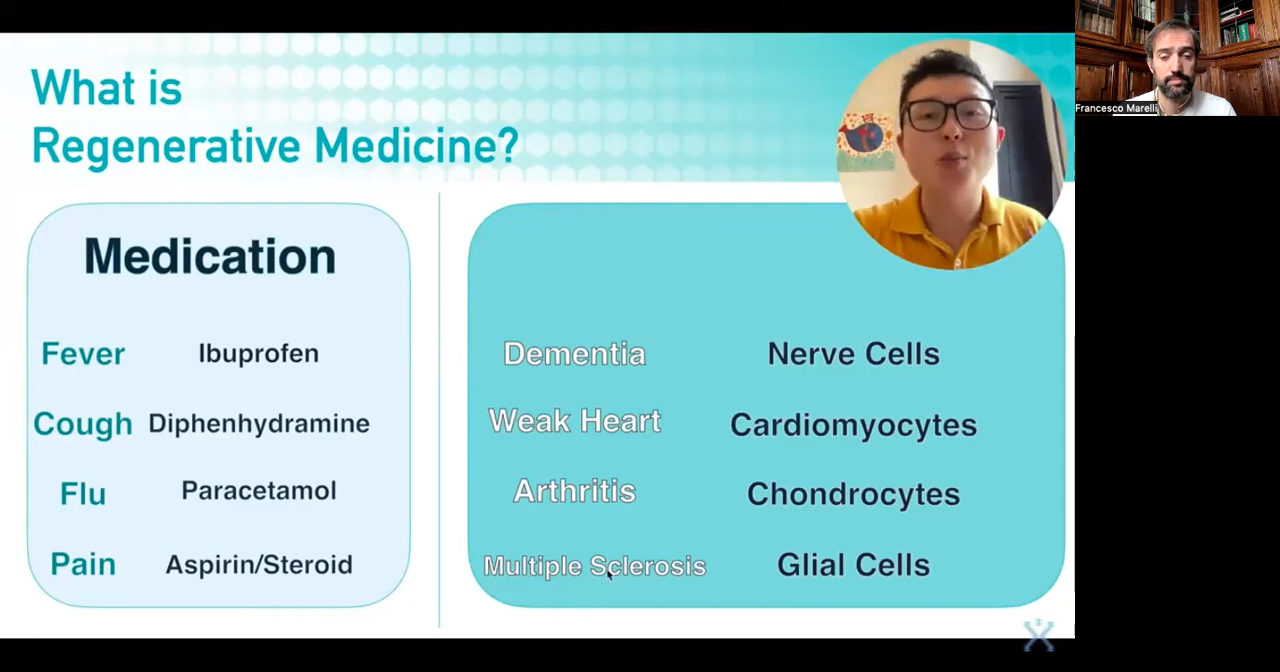 What is
Regenerative Medicine?
Medication
Fever Ibuprofen
Cough Diphenhydramine
Flu Paracetamol
Pain Aspirin/Steroid
Dementia Nerve Cells
Weak Heart Cardiomyocytes
Arthritis Chondrocytes
Multiple Sclerosis Glial Cells
Francesco Marelli